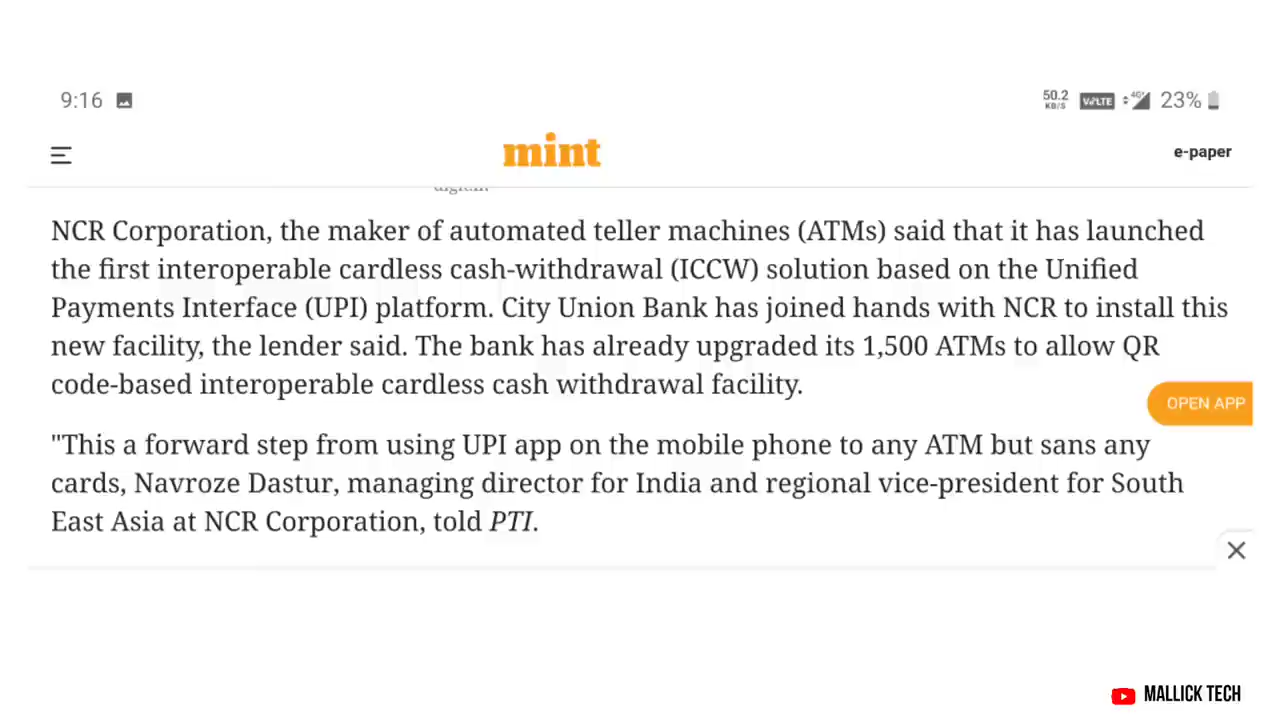 9:16
50.2
KB/S
VoLTE
4G+
23%
mint
e-paper
NCR Corporation, the maker of automated teller machines (ATMs) said that it has launched
the first interoperable cardless cash-withdrawal (ICCW) solution based on the Unified
Payments Interface (UPI) platform. City Union Bank has joined hands with NCR to install this
new facility, the lender said. The bank has already upgraded its 1,500 ATMs to allow QR
code-based interoperable cardless cash withdrawal facility.
OPEN APP
"This a forward step from using UPI app on the mobile phone to any ATM but sans any
cards, Navroze Dastur, managing director for India and regional vice-president for South
East Asia at NCR Corporation, told PTI.
MALLICK TECH